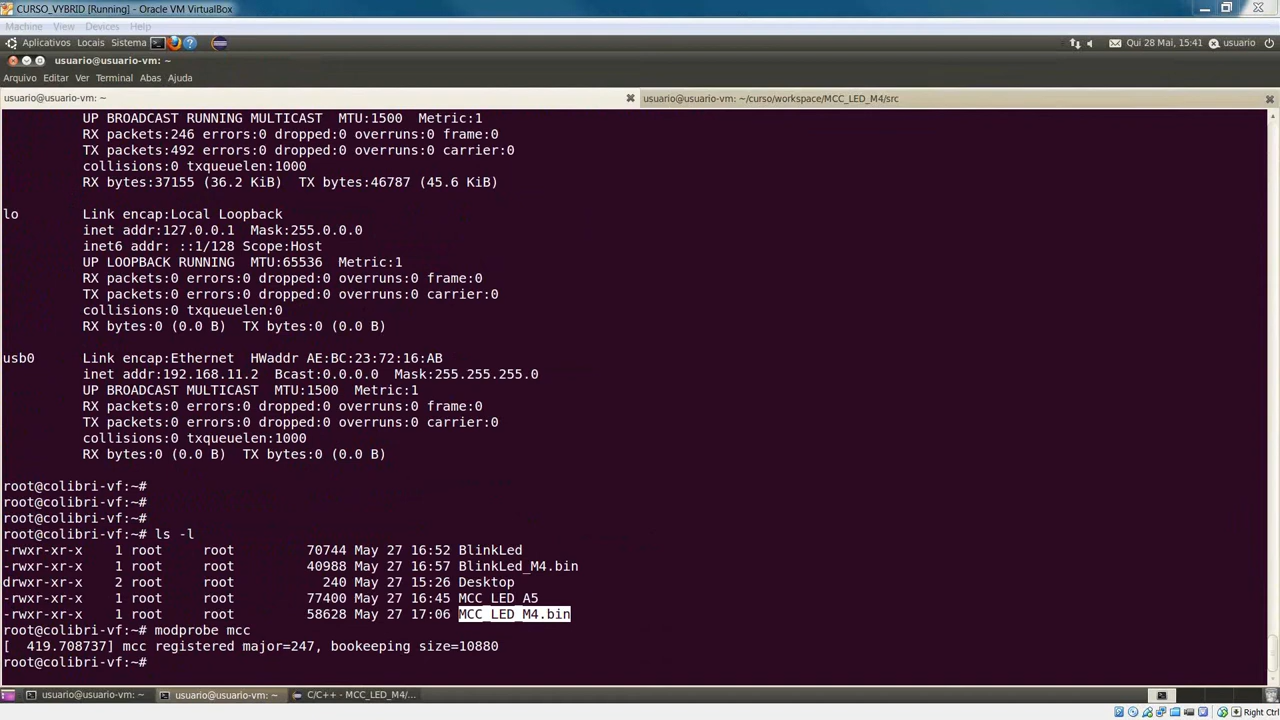 CURSO_VYBRID [Running] - Oracle VM VirtualBox
Machine View Devices Help
Aplicativos Locais Sistema Qui 28 Mai, 15:41 usuario
usuario@usuario-vm: ~
Arquivo Editar Ver Terminal Abas Ajuda
usuario@usuario-vm: ~ usuario@usuario-vm: ~/curso/workspace/MCC_LED_M4/src
UP BROADCAST RUNNING MULTICAST MTU:1500 Metric:1
RX packets:246 errors:0 dropped:0 overruns:0 frame:0
TX packets:492 errors:0 dropped:0 overruns:0 carrier:0
collisions:0 txqueuelen:1000
RX bytes:37155 (36.2 KiB) TX bytes:46787 (45.6 KiB)
lo Link encap:Local Loopback
inet addr:127.0.0.1 Mask:255.0.0.0
inet6 addr: ::1/128 Scope:Host
UP LOOPBACK RUNNING MTU:65536 Metric:1
RX packets:0 errors:0 dropped:0 overruns:0 frame:0
TX packets:0 errors:0 dropped:0 overruns:0 carrier:0
collisions:0 txqueuelen:0
RX bytes:0 (0.0 B) TX bytes:0 (0.0 B)
usb0 Link encap:Ethernet HWaddr AE:BC:23:72:16:AB
inet addr:192.168.11.2 Bcast:0.0.0.0 Mask:255.255.255.0
UP BROADCAST MULTICAST MTU:1500 Metric:1
RX packets:0 errors:0 dropped:0 overruns:0 frame:0
TX packets:0 errors:0 dropped:0 overruns:0 carrier:0
collisions:0 txqueuelen:1000
RX bytes:0 (0.0 B) TX bytes:0 (0.0 B)
root@colibri-vf:~#
root@colibri-vf:~#
root@colibri-vf:~#
root@colibri-vf:~# ls -l
-rwxr-xr-x 1 root root 70744 May 27 16:52 BlinkLed
-rwxr-xr-x 1 root root 40988 May 27 16:57 BlinkLed_M4.bin
drwxr-xr-x 2 root root 240 May 27 15:26 Desktop
-rwxr-xr-x 1 root root 77400 May 27 16:45 MCC_LED_A5
-rwxr-xr-x 1 root root 58628 May 27 17:06 MCC_LED_M4.bin
root@colibri-vf:~# modprobe mcc
[ 419.708737] mcc registered major=247, bookeeping size=10880
root@colibri-vf:~#
usuario@usuario-vm: ~ usuario@usuario-vm: ~ C/C++ - MCC_LED_M4/...
Right Ctrl